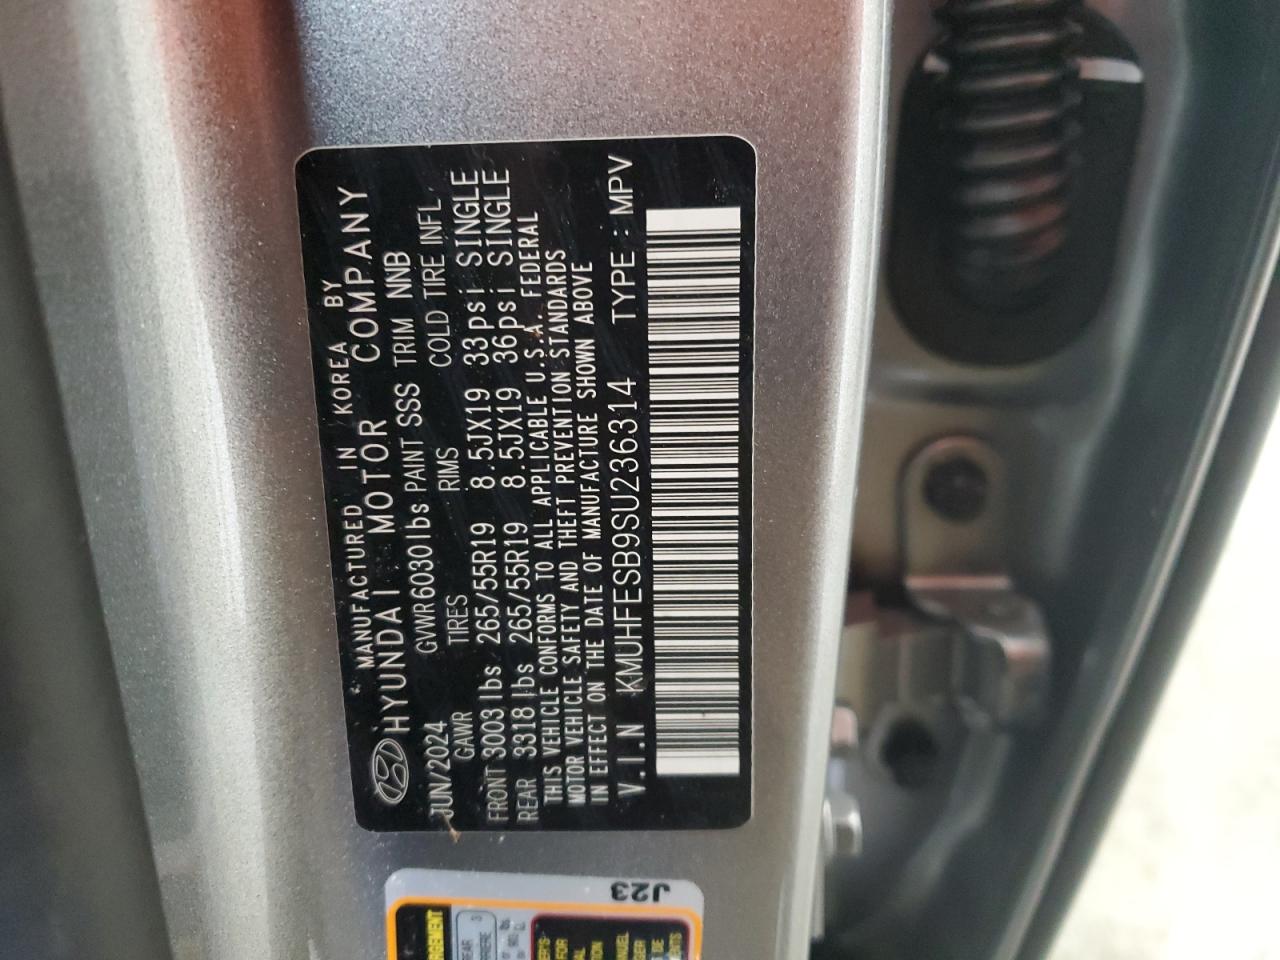 MANUFACTURED IN KOREA BY
HYUNDAI MOTOR COMPANY
JUN/2024 GVWR6030lbs PAINT SSS TRIM NNB
GAWR TIRES RIMS COLD TIRE INFL
FRONT 3003lbs 265/55R19 8.5JX19 33psi SINGLE
REAR 3318lbs 265/55R19 8.5JX19 36psi SINGLE
THIS VEHICLE CONFORMS TO ALL APPLICABLE U.S.A. FEDERAL
MOTOR VEHICLE SAFETY AND THEFT PREVENTION STANDARDS
IN EFFECT ON THE DATE OF MANUFACTURE SHOWN ABOVE
V.I.N KMUHFESB9SU236314 TYPE : MPV
J23